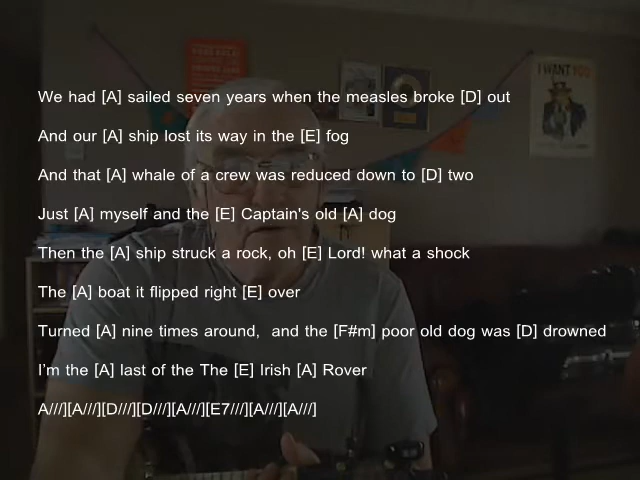 I WANT YOU
We had [A] sailed seven years when the measles broke [D] out
And our [A] ship lost its way in the [E] fog
And that [A] whale of a crew was reduced down to [D] two
Just [A] myself and the [E] Captain's old [A] dog
Then the [A] ship struck a rock, oh [E] Lord! what a shock
The [A] boat it flipped right [E] over
Turned [A] nine times around,  and the [F#m] poor old dog was [D] drowned
I'm the [A] last of the The [E] Irish [A] Rover
A///][A///][D///][D///][A///][E7///][A///][A///]